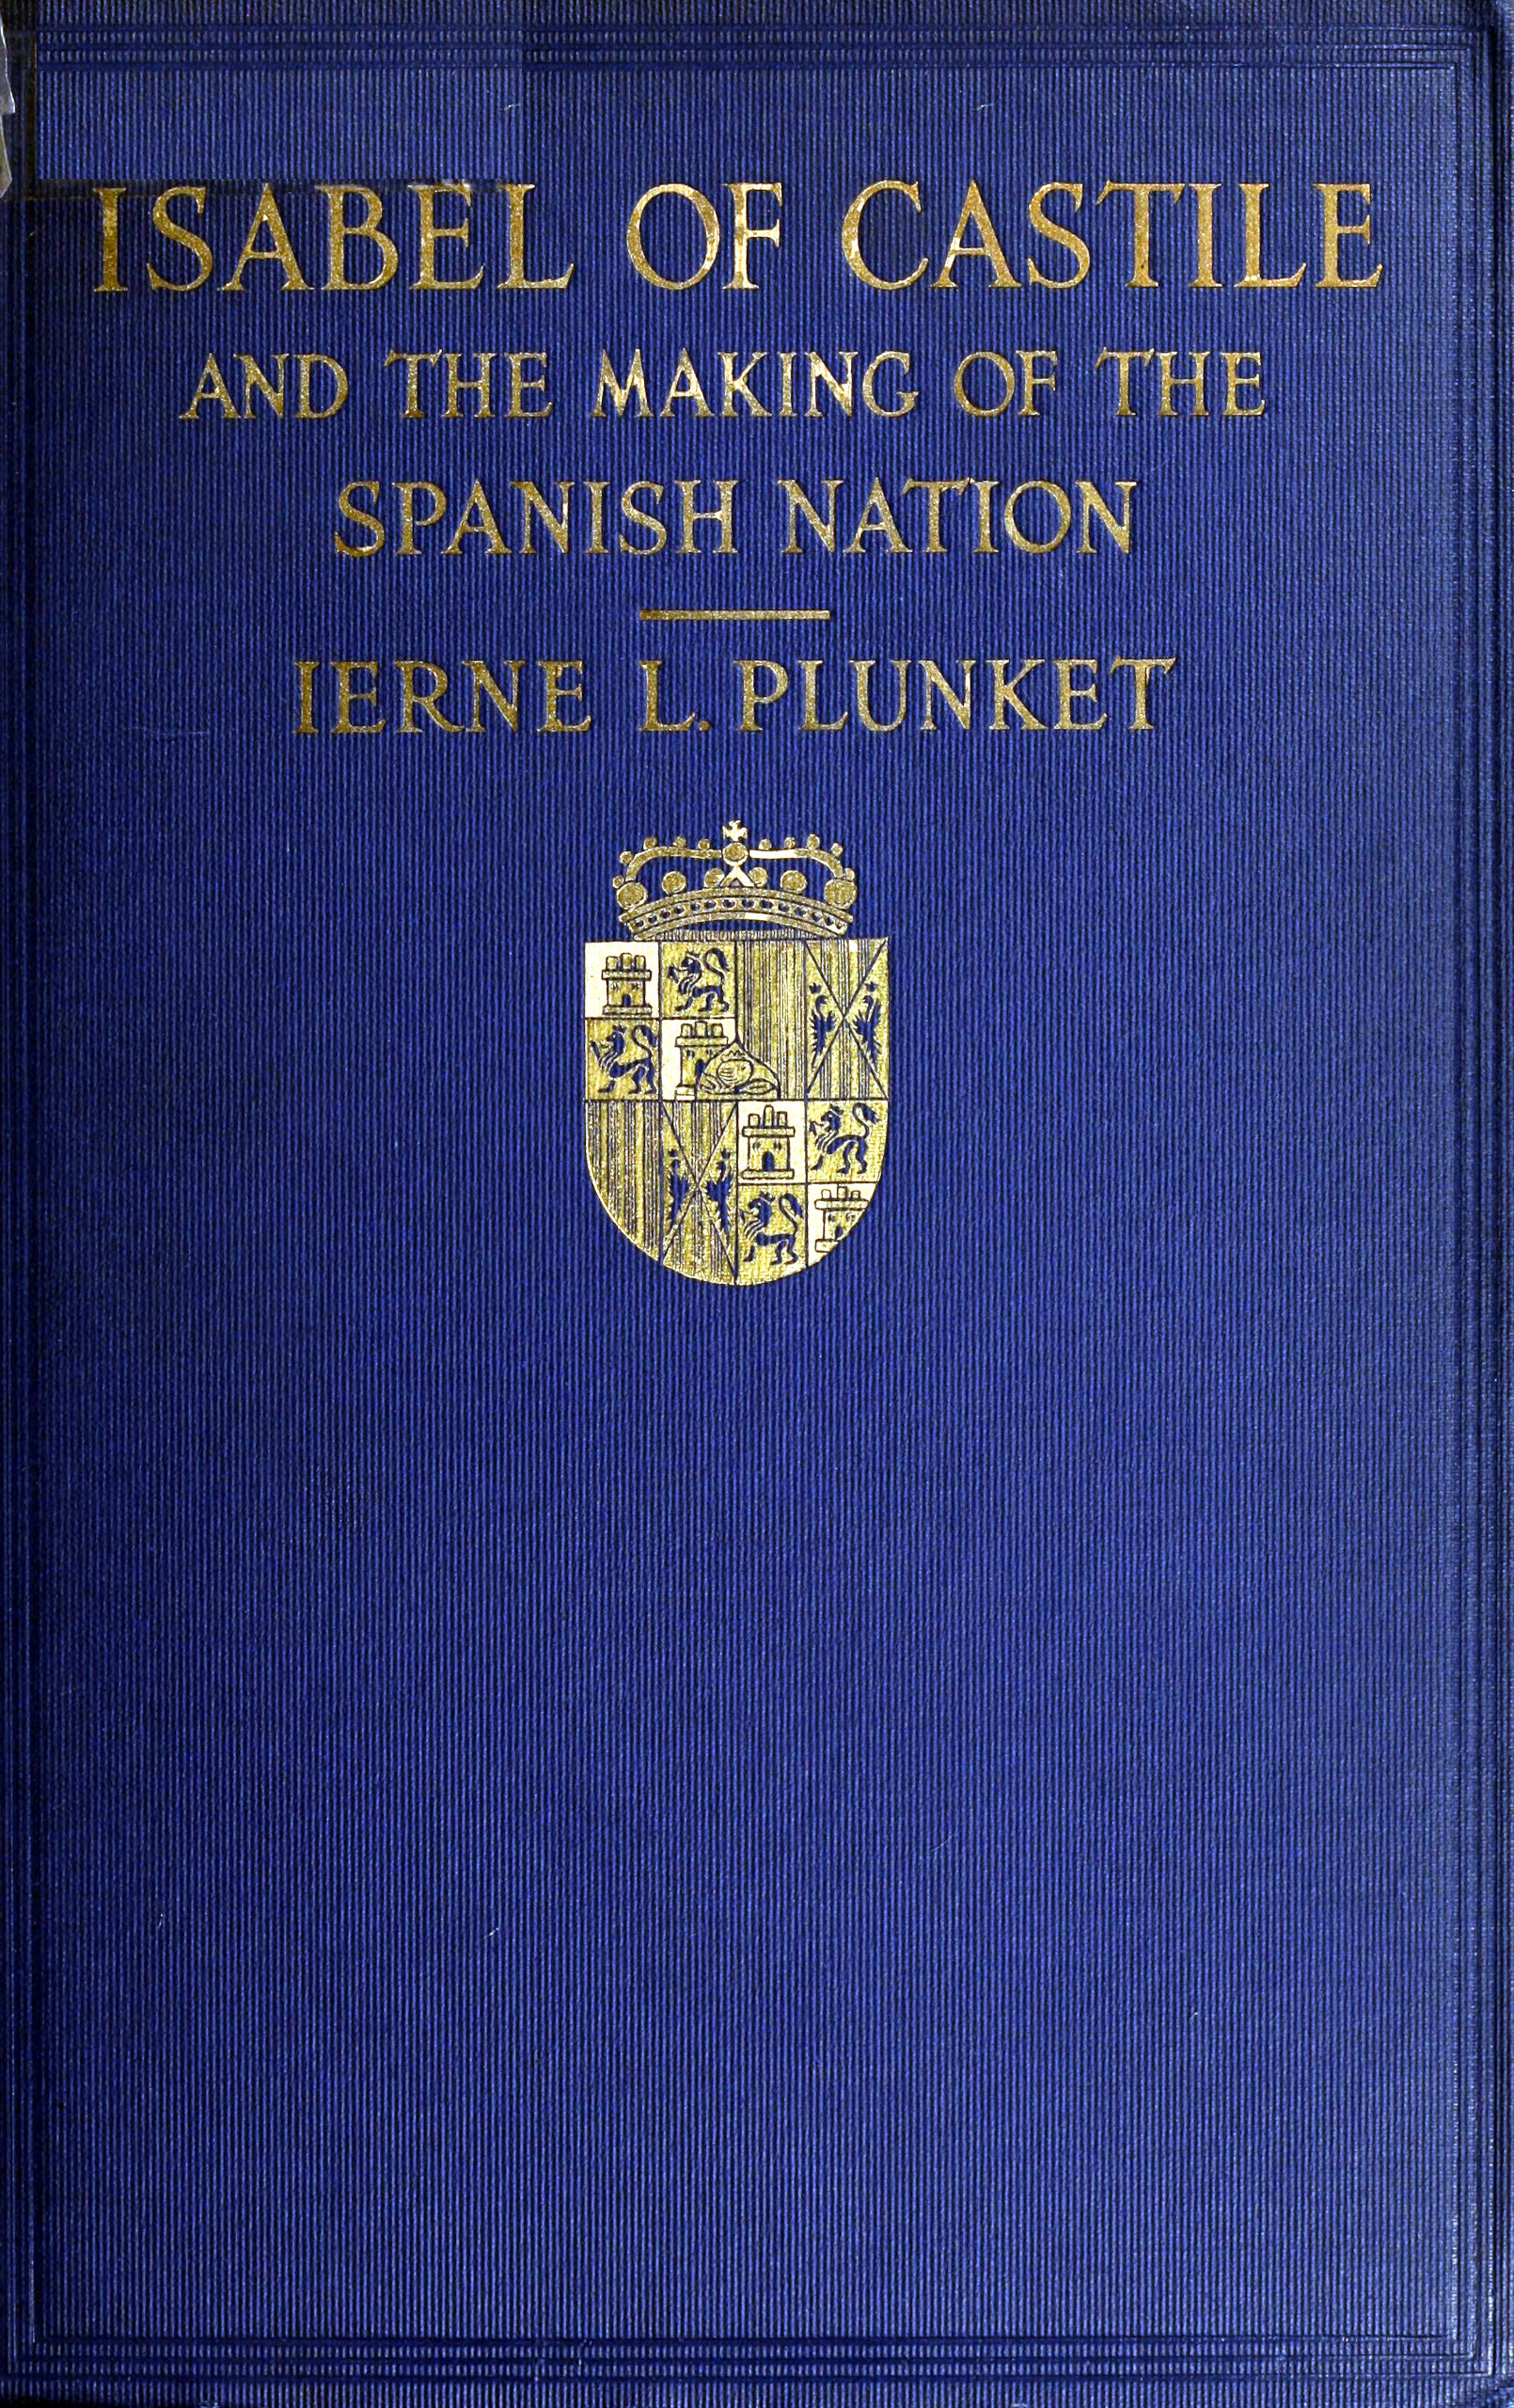 ISABEL OF CASTILE
AND THE MAKING OF THE
SPANISH NATION
IERNE L. PLUNKET